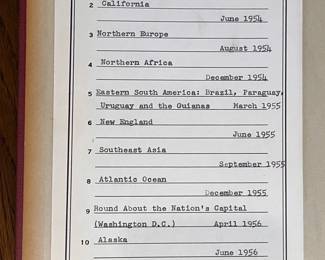 2 California
June 1954
3 Northern Europe
August 1954
4 Northern Africa
December 1954
5 Eastern South America: Brazil, Paraguay,
Uruguay and the Guianas March 1955
6 New England
June 1955
7 Southeast Asia
September 1955
8 Atlantic Ocean
December 1955
9 Round About the Nation's Capital
(Washington D.C.) April 1956
10 Alaska
June 1956